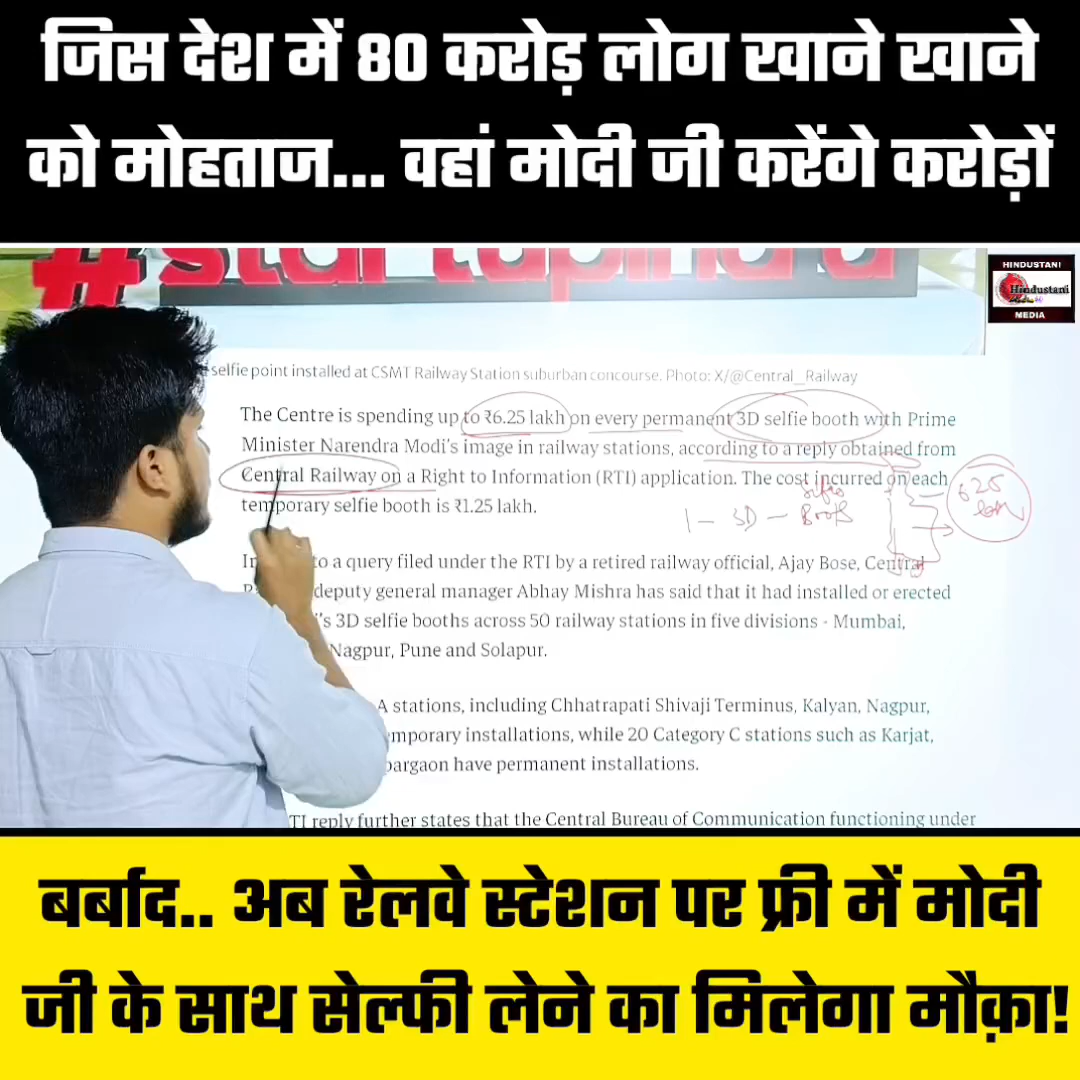 जिस देश में 80 करोड़ लोग खाने खाने
को मोहताज... वहां मोदी जी करेंगे करोड़ों
#startupindia
HINDUSTANI
Hindustani
MEDIA
selfie point installed at CSMT Railway Station suburban concourse. Photo: X/@Central_Railway
The Centre is spending up to ₹6.25 lakh on every permanent 3D selfie booth with Prime
Minister Narendra Modi's image in railway stations, according to a reply obtained from
Central Railway on a Right to Information (RTI) application. The cost incurred on each
temporary selfie booth is ₹1.25 lakh.
1 - 3D - Booth
625
to a query filed under the RTI by a retired railway official, Ajay Bose, Central
deputy general manager Abhay Mishra has said that it had installed or erected
's 3D selfie booths across 50 railway stations in five divisions - Mumbai,
Nagpur, Pune and Solapur.
A stations, including Chhatrapati Shivaji Terminus, Kalyan, Nagpur,
installations, while 20 Category C stations such as Karjat,
have permanent installations.
reply further states that the Central Bureau of Communication functioning under
बर्बाद.. अब रेलवे स्टेशन पर फ्री में मोदी
जी के साथ सेल्फी लेने का मिलेगा मौक़ा!